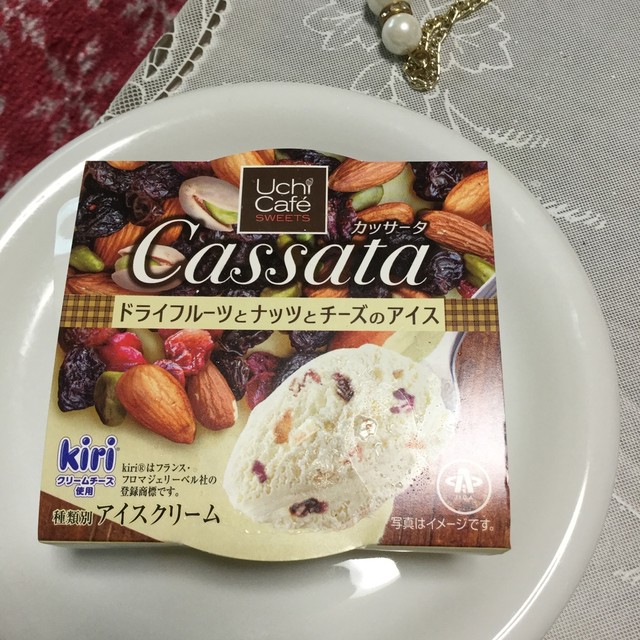 Uchi
Café
SWEETS
カッサータ
Cassata
ドライフルーツとナッツとチーズのアイス
kiri
クリームチーズ
使用
kiri®はフランス・
フロマジェリーベル社の
登録商標です。
種類別 アイスクリーム
写真はイメージです。